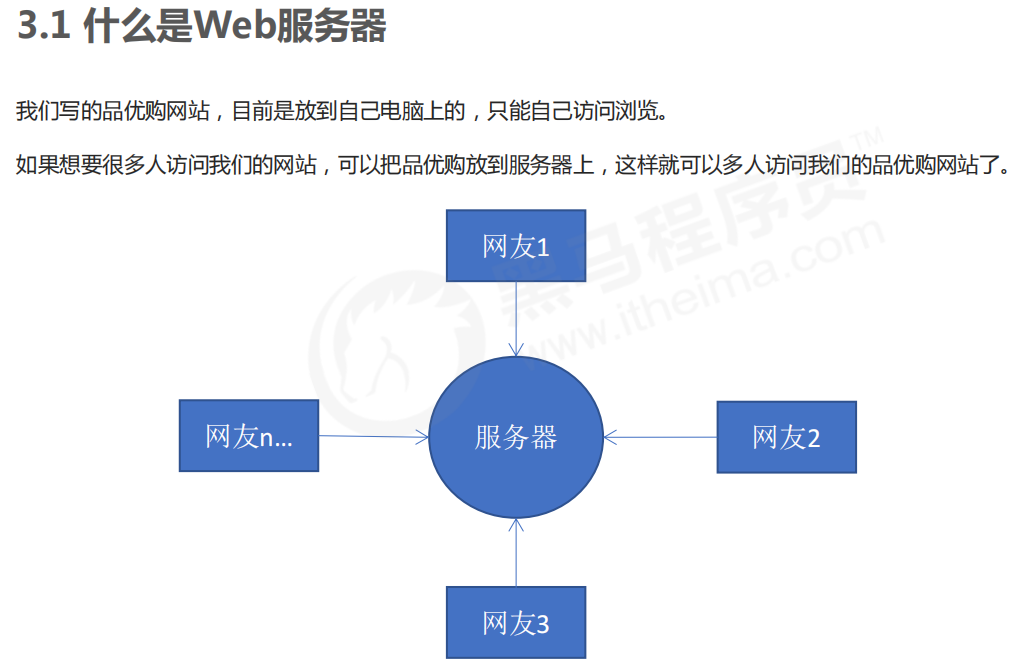 3.1 什么是Web服务器
我们写的品优购网站，目前是放到自己电脑上的，只能自己访问浏览。
如果想要很多人访问我们的网站，可以把品优购放到服务器上，这样就可以多人访问我们的品优购网站了。
黑马程序员™
www.itheima.com
网友1
网友n...
服务器
网友2
网友3